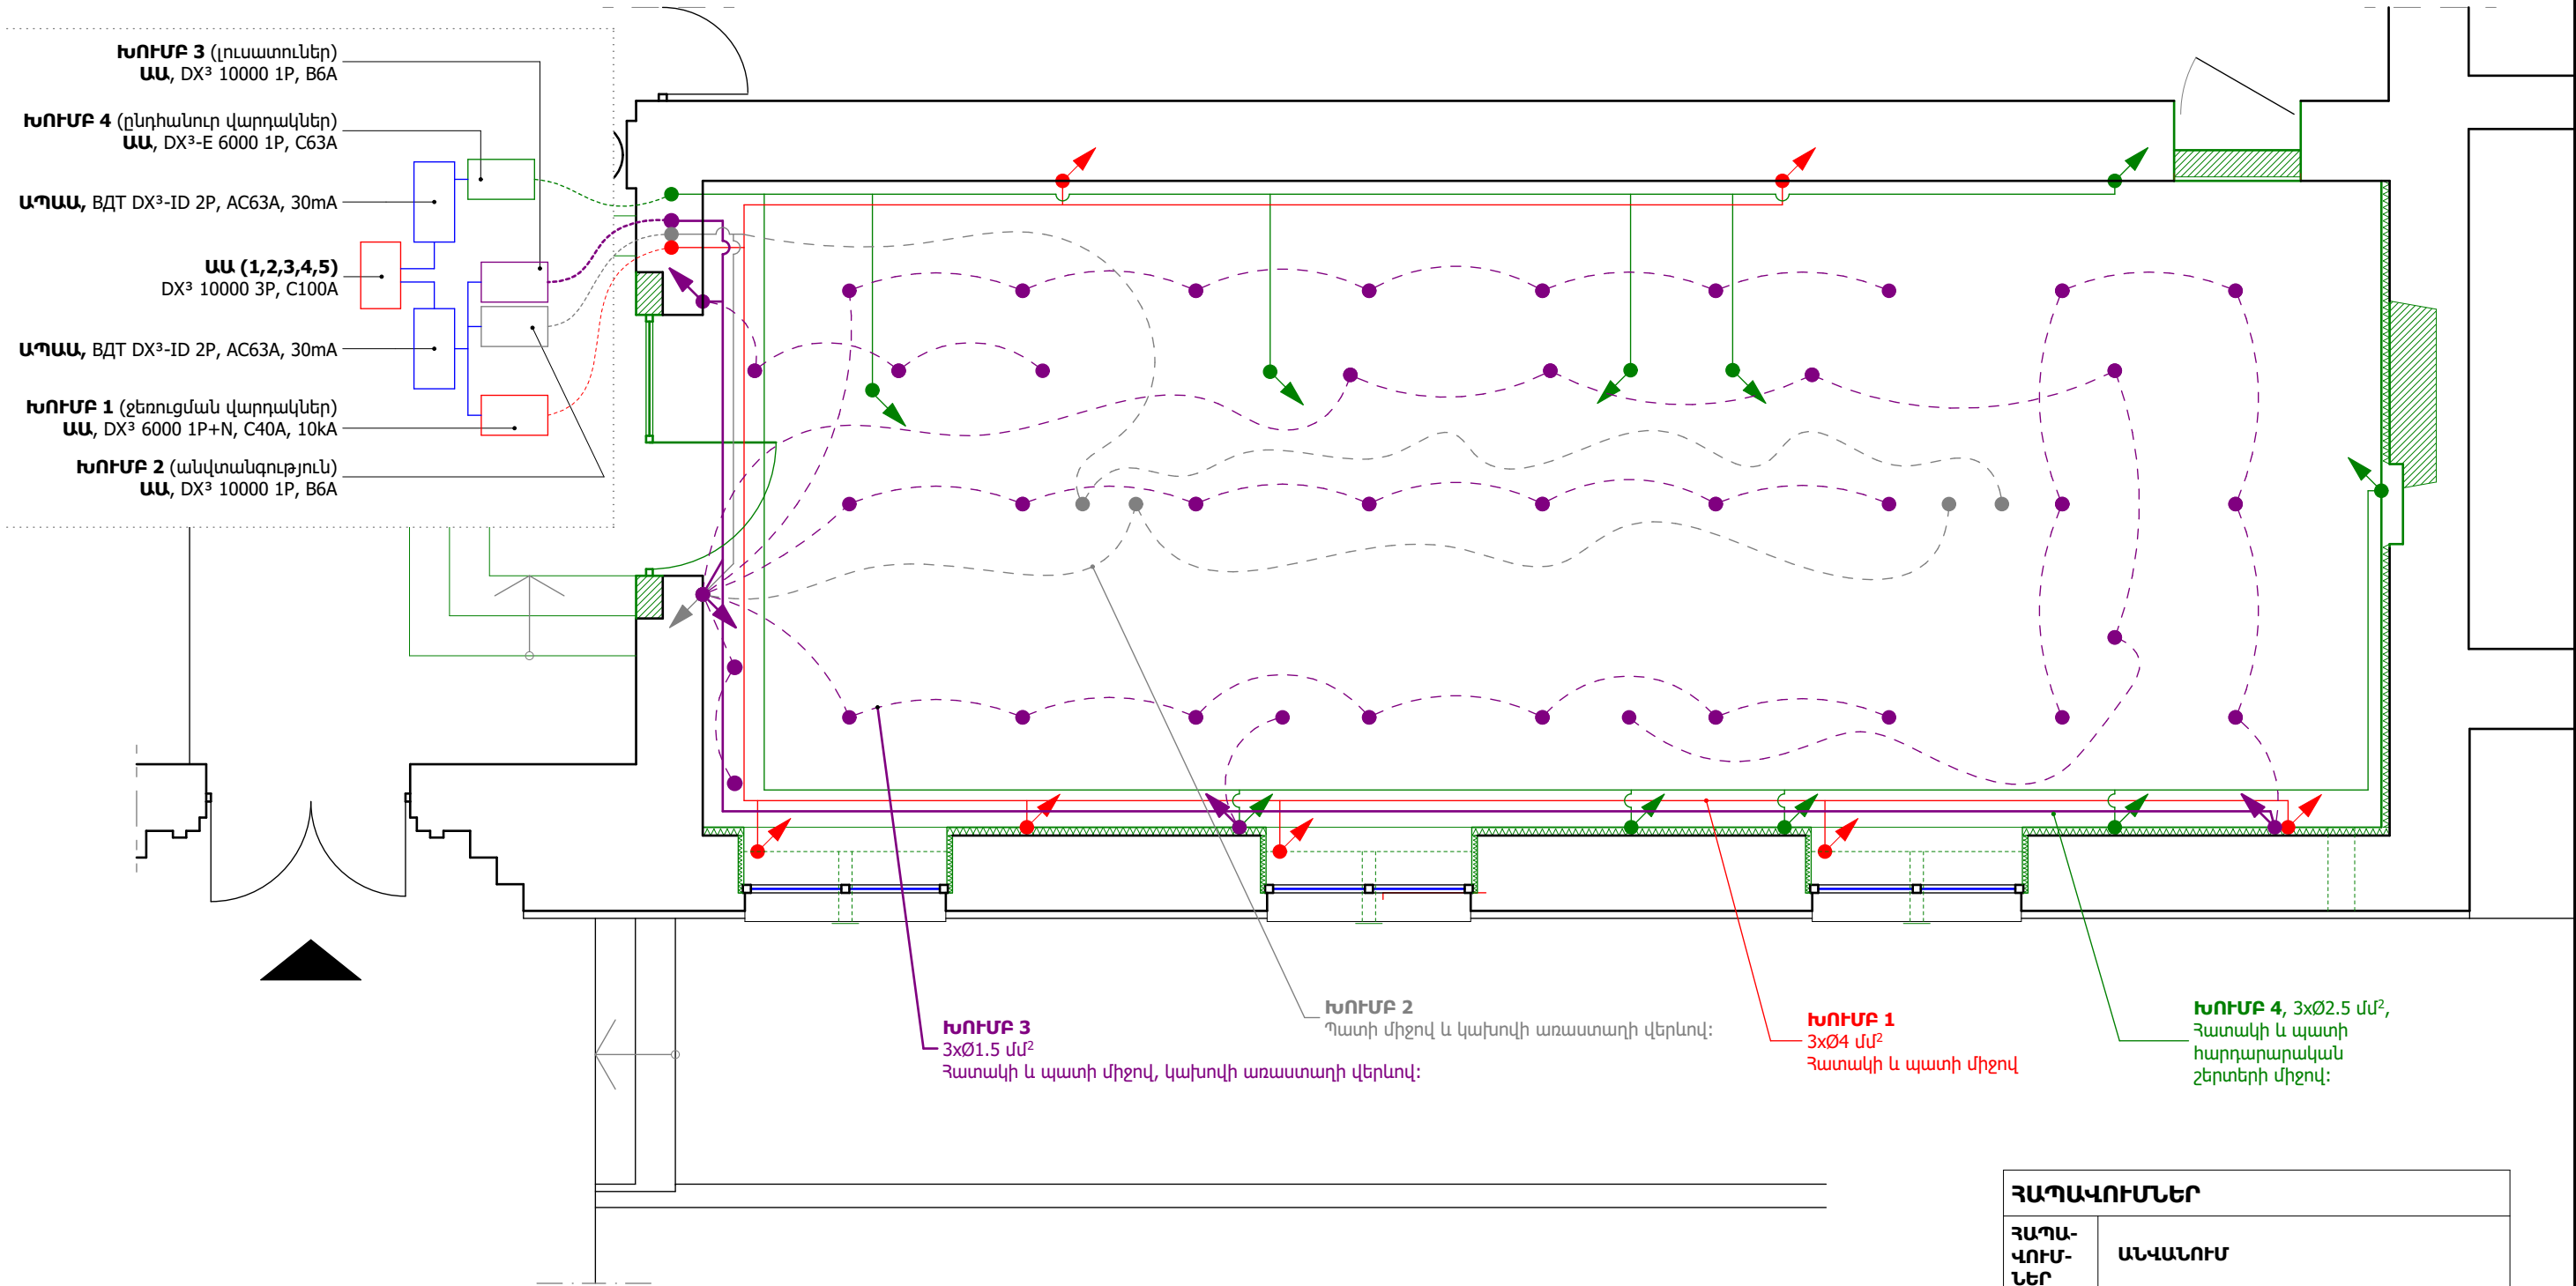 ԽՈՒՄԲ 3 (լուսատուներ)
ԱԱ, DX³ 10000 1P, B6A
ԽՈՒՄԲ 4 (ընդհանուր վարդակներ)
ԱԱ, DX³-E 6000 1P, C63A
ԱՊԱԱ, ВДТ DX³-ID 2P, AC63A, 30mA
ԱԱ (1,2,3,4,5)
DX³ 10000 3P, C100A
ԱՊԱԱ, ВДТ DX³-ID 2P, AC63A, 30mA
ԽՈՒՄԲ 1 (ջեռուցման վարդակներ)
ԱԱ, DX³ 6000 1P+N, C40A, 10kA
ԽՈՒՄԲ 2 (անվտանգություն)
ԱԱ, DX³ 10000 1P, B6A
ԽՈՒՄԲ 3
3xØ1.5 մմ²
Հատակի և պատի միջով, կախովի առաստաղի վերևով:
ԽՈՒՄԲ 2
Պատի միջով և կախովի առաստաղի վերևով:
ԽՈՒՄԲ 1
3xØ4 մմ²
Հատակի և պատի միջով
ԽՈՒՄԲ 4, 3xØ2.5 մմ²,
Հատակի և պատի
հարդարարական
շերտերի միջով:
ՀԱՊԱՎՈՒՄՆԵՐ
ՀԱՊԱ-
ՎՈՒՄ-
ՆԵՐ
ԱՆՎԱՆՈՒՄ